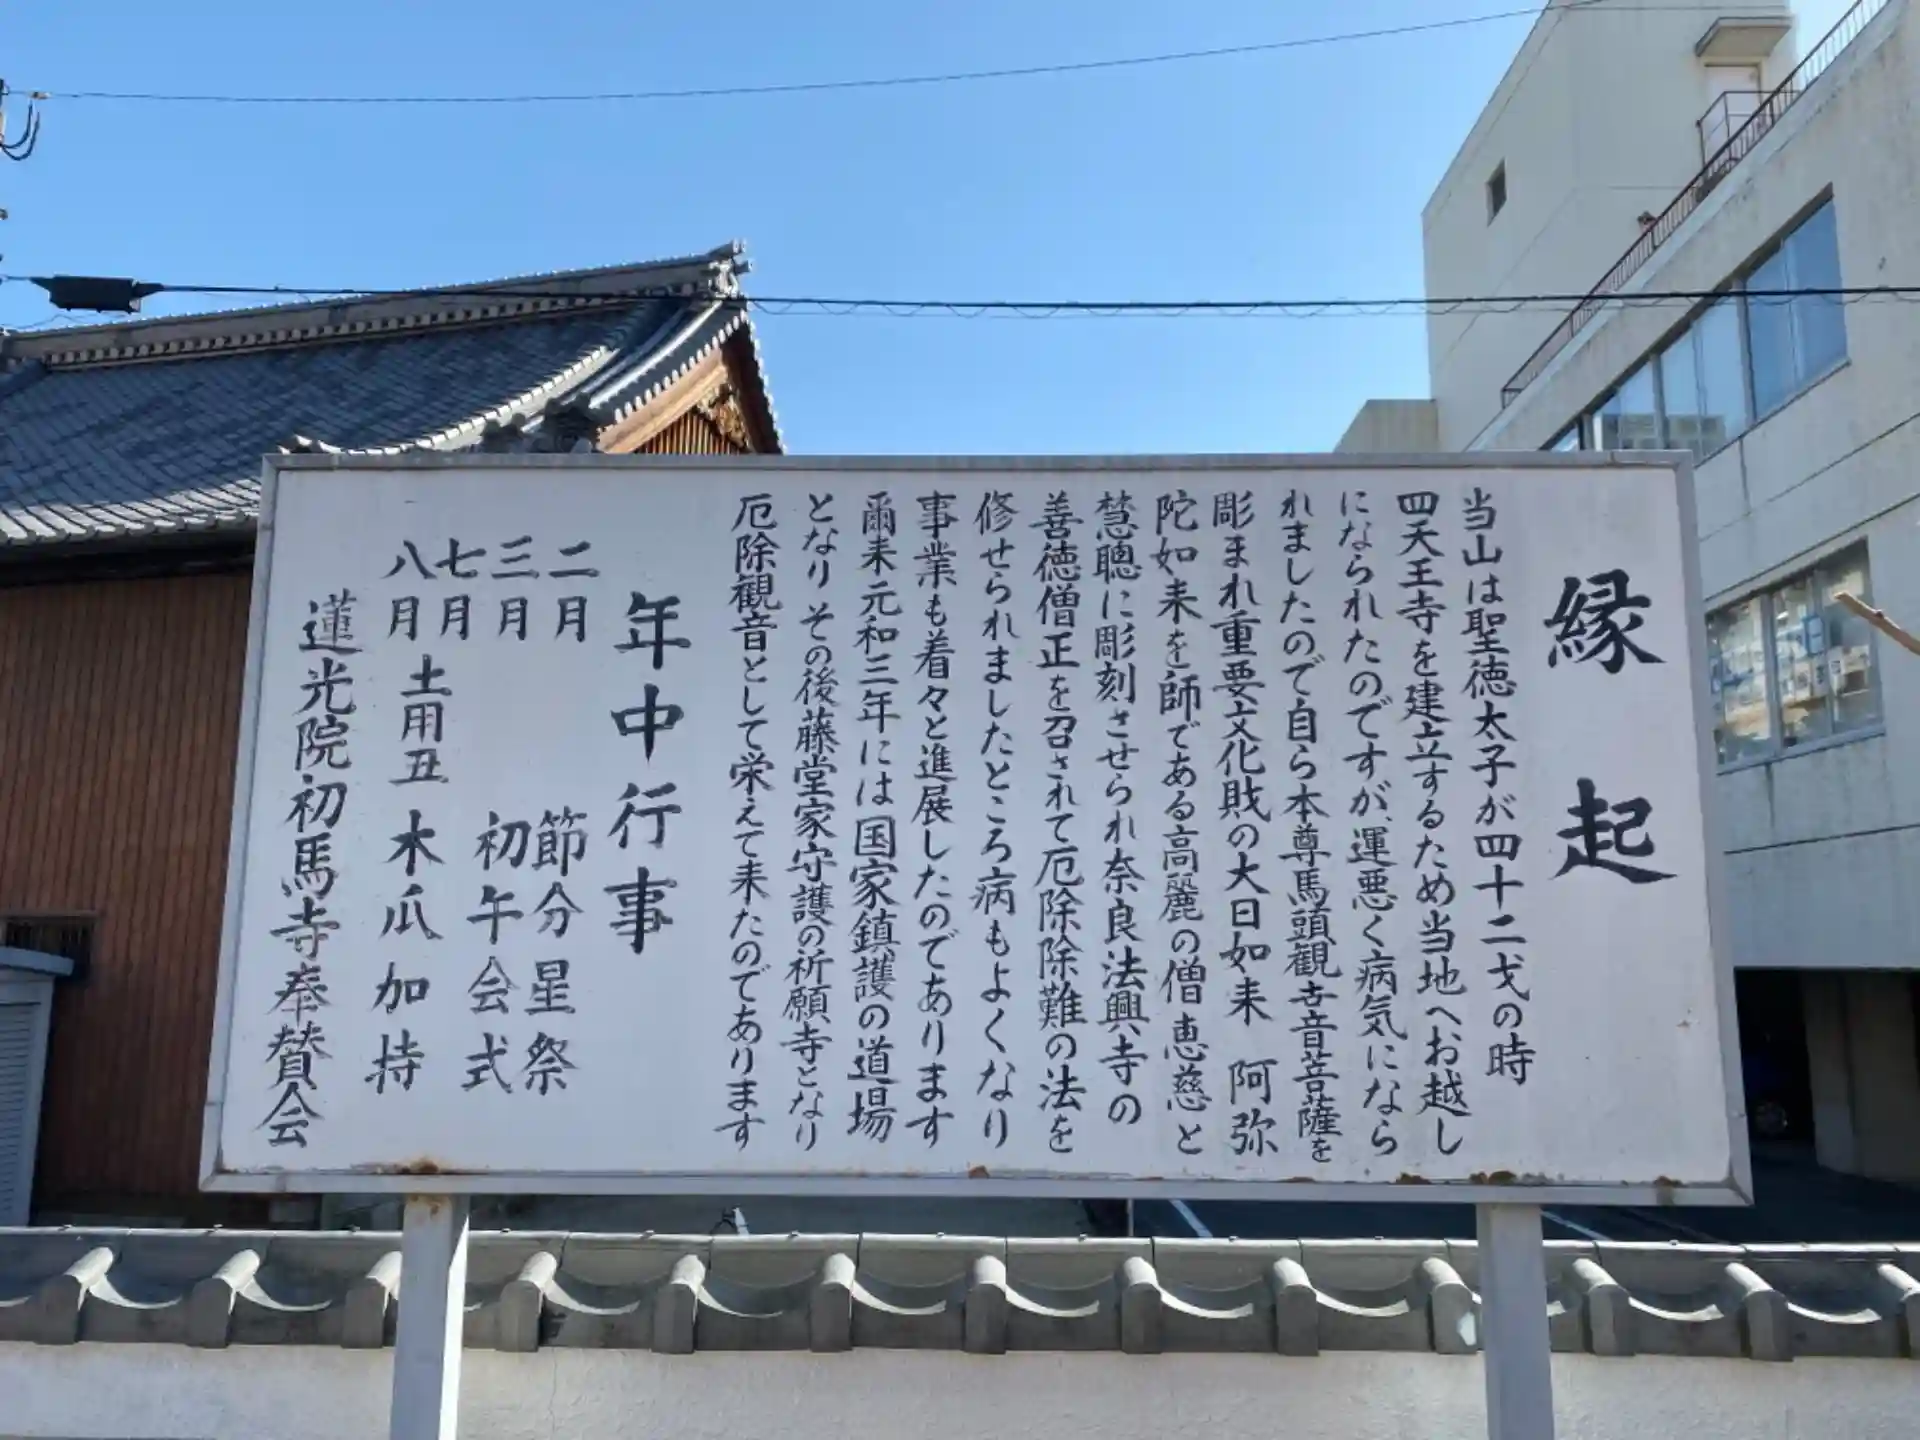 縁起
当山は聖徳太子が四十二才の時
四天王寺を建立するため当地へお越し
になられたのですが、運悪く病気になら
れましたので自ら本尊馬頭観世音菩薩を
彫まれ重要文化財の大日如来 阿弥
陀如来を師である高麗の僧恵慈と
慧聰に彫刻させられ奈良法興寺の
善徳僧正を召されて厄除除難の法を
修せられましたところ病もよくなり
事業も着々と進展したのであります
爾来元和三年には国家鎮護の道場
となりその後藤堂家守護の祈願寺となり
厄除観音として栄えて来たのであります
年中行事
二月 節分星祭
三月 初午会式
七月
八月 土用丑 木瓜加持
蓮光院初馬寺奉賛会